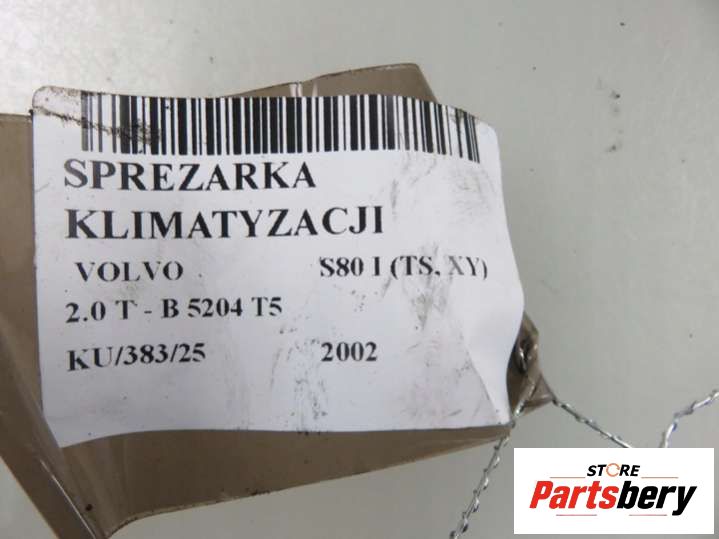 SPREZARKA
KLIMATYZACJI
VOLVO S80 I (TS, XY)
2.0 T - B 5204 T5
KU/383/25 2002
STORE
Partsbery